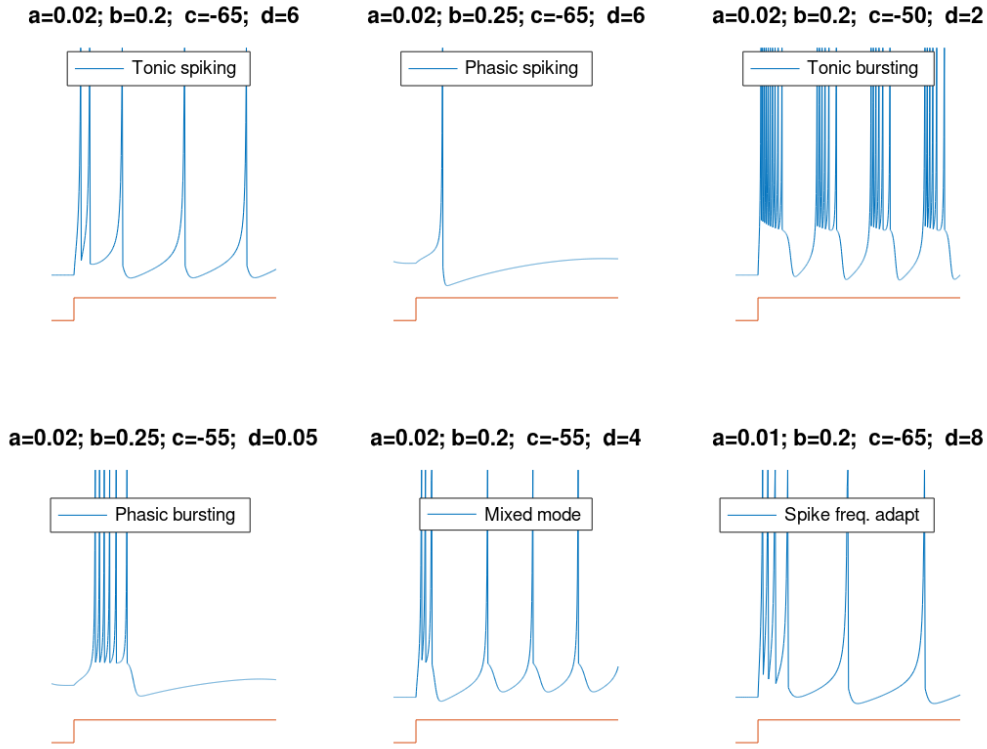 a=0.02; b=0.2;  c=-65;  d=6
a=0.02; b=0.25; c=-65;  d=6
a=0.02; b=0.2;  c=-50;  d=2
Tonic spiking
Phasic spiking
Tonic bursting
a=0.02; b=0.25; c=-55;  d=0.05
a=0.02; b=0.2;  c=-55;  d=4
a=0.01; b=0.2;  c=-65;  d=8
Phasic bursting
Mixed mode
Spike freq. adapt